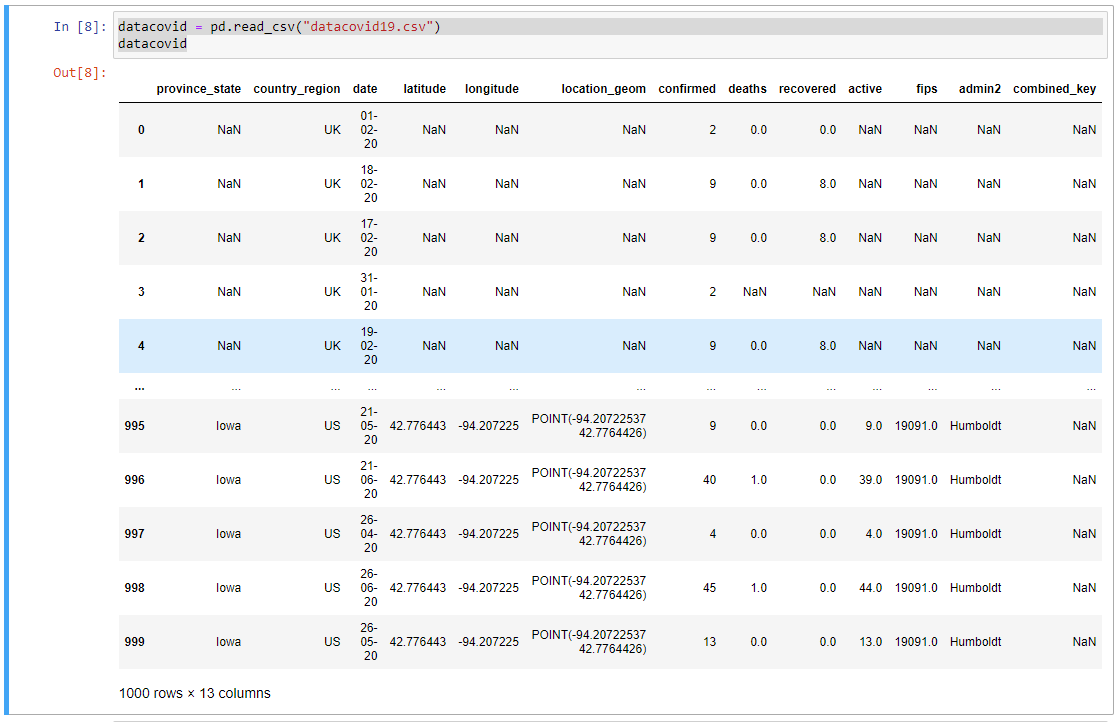 In [8]: datacovid = pd.read_csv("datacovid19.csv")
datacovid
Out[8]:
province_state country_region date latitude longitude location_geom confirmed deaths recovered active fips admin2 combined_key
0 NaN UK 01-02-20 NaN NaN NaN 2 0.0 0.0 NaN NaN NaN NaN
1 NaN UK 18-02-20 NaN NaN NaN 9 0.0 8.0 NaN NaN NaN NaN
2 NaN UK 17-02-20 NaN NaN NaN 9 0.0 8.0 NaN NaN NaN NaN
3 NaN UK 31-01-20 NaN NaN NaN 2 NaN NaN NaN NaN NaN NaN
4 NaN UK 19-02-20 NaN NaN NaN 9 0.0 8.0 NaN NaN NaN NaN
... ... ... ... ... ... ... ... ... ... ... ... ... ...
995 Iowa US 21-05-20 42.776443 -94.207225 POINT(-94.20722537 42.7764426) 9 0.0 0.0 9.0 19091.0 Humboldt NaN
996 Iowa US 21-06-20 42.776443 -94.207225 POINT(-94.20722537 42.7764426) 40 1.0 0.0 39.0 19091.0 Humboldt NaN
997 Iowa US 26-04-20 42.776443 -94.207225 POINT(-94.20722537 42.7764426) 4 0.0 0.0 4.0 19091.0 Humboldt NaN
998 Iowa US 26-06-20 42.776443 -94.207225 POINT(-94.20722537 42.7764426) 45 1.0 0.0 44.0 19091.0 Humboldt NaN
999 Iowa US 26-05-20 42.776443 -94.207225 POINT(-94.20722537 42.7764426) 13 0.0 0.0 13.0 19091.0 Humboldt NaN
1000 rows × 13 columns